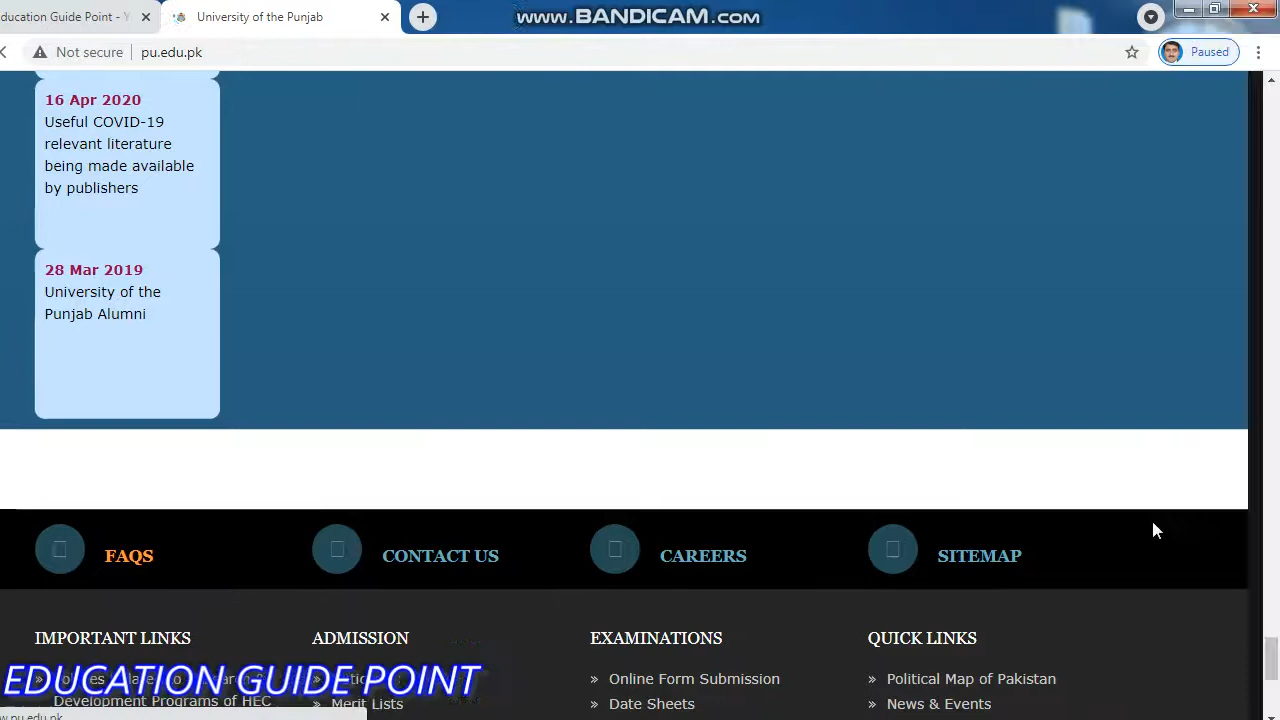 ducation Guide Point - Y
University of the Punjab
www.BANDICAM.com
Not secure
pu.edu.pk
Paused
16 Apr 2020
Useful COVID-19
relevant literature
being made available
by publishers
28 Mar 2019
University of the
Punjab Alumni
FAQS
CONTACT US
CAREERS
SITEMAP
IMPORTANT LINKS
ADMISSION
EXAMINATIONS
QUICK LINKS
EDUCATION GUIDE POINT
» Online Form Submission
» Political Map of Pakistan
Development Programs of HEC
Merit Lists
» Date Sheets
» News & Events
w.pu.edu.pk